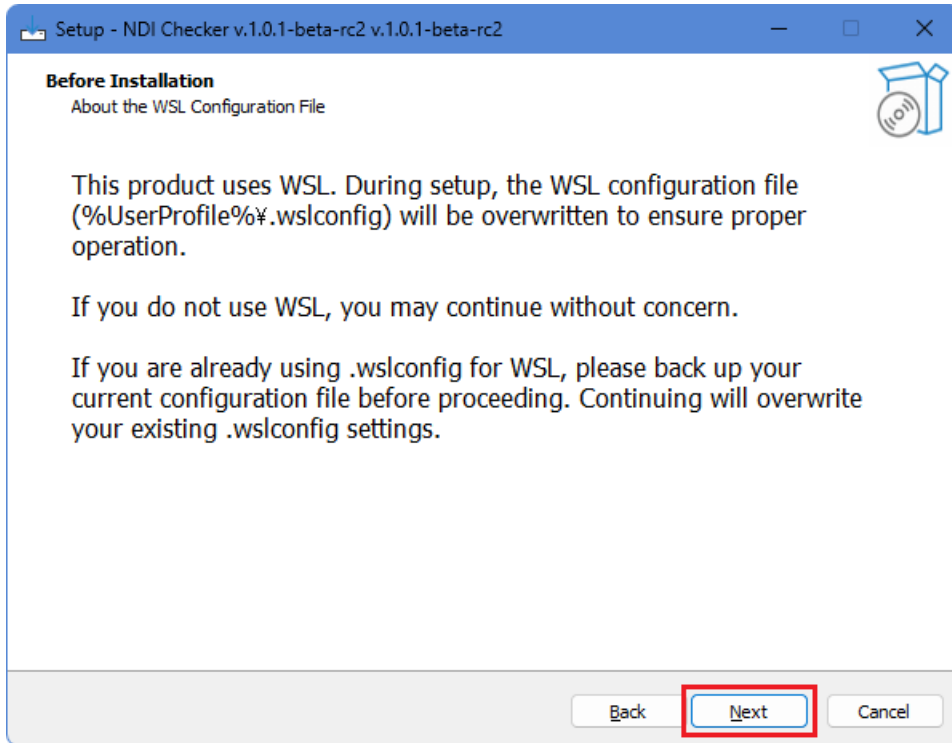 Setup - NDI Checker v.1.0.1-beta-rc2 v.1.0.1-beta-rc2
Before Installation
About the WSL Configuration File
This product uses WSL. During setup, the WSL configuration file
(%UserProfile%¥.wslconfig) will be overwritten to ensure proper
operation.
If you do not use WSL, you may continue without concern.
If you are already using .wslconfig for WSL, please back up your
current configuration file before proceeding. Continuing will overwrite
your existing .wslconfig settings.
Back Next Cancel